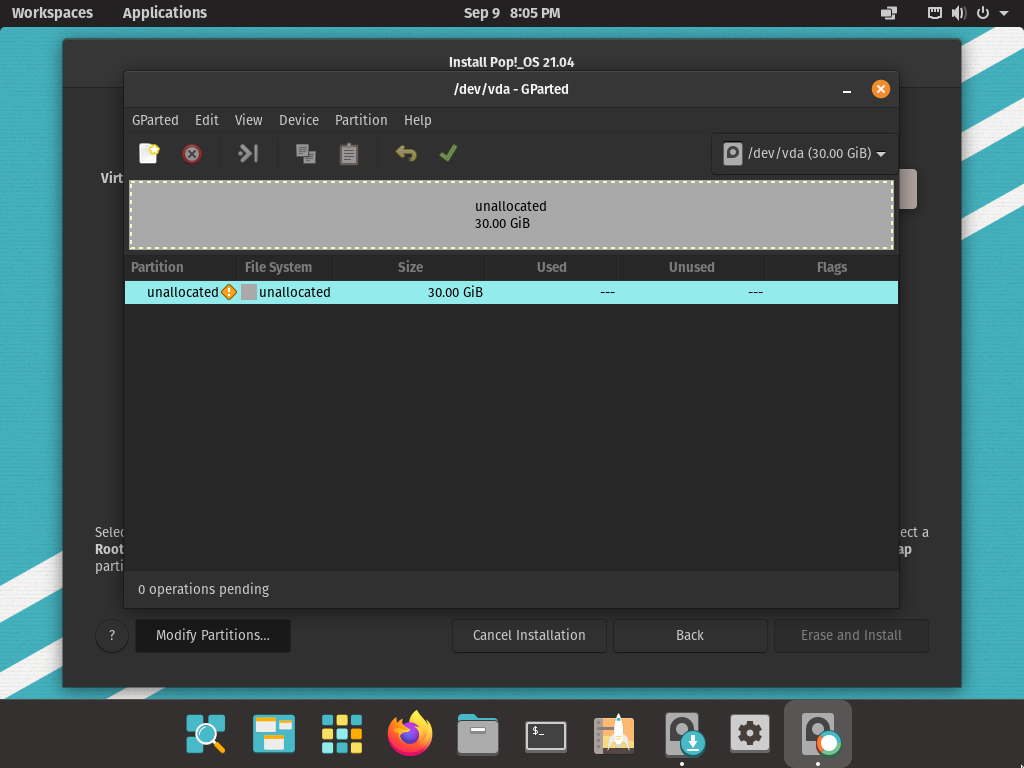 Workspaces Applications Sep 9 8:05 PM
Install Pop!_OS 21.04
/dev/vda - GParted
GParted Edit View Device Partition Help
/dev/vda (30.00 GiB)
Virt
unallocated
30.00 GiB
Partition File System Size Used Unused Flags
unallocated unallocated 30.00 GiB --- ---
Selec ect a
Root ap
parti
0 operations pending
? Modify Partitions... Cancel Installation Back Erase and Install
$_